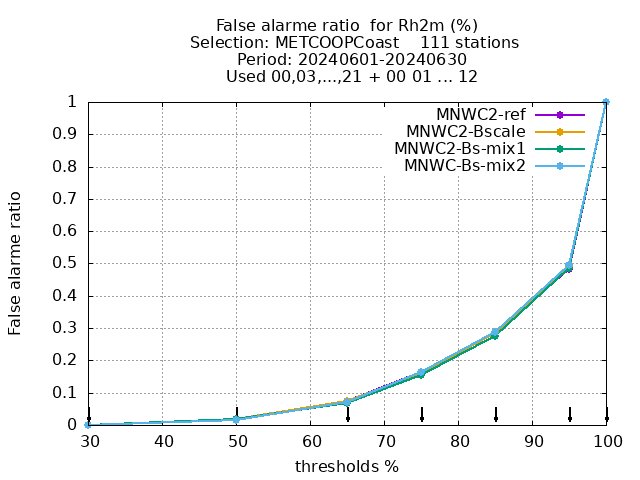 False alarme ratio  for Rh2m (%)
Selection: METCOOPCoast    111 stations
Period: 20240601-20240630
Used 00,03,...,21 + 00 01 ... 12
MNWC2-ref
MNWC2-Bscale
MNWC2-Bs-mix1
MNWC-Bs-mix2
False alarme ratio
1
0.9
0.8
0.7
0.6
0.5
0.4
0.3
0.2
0.1
0
30 40 50 60 70 80 90 100
thresholds %